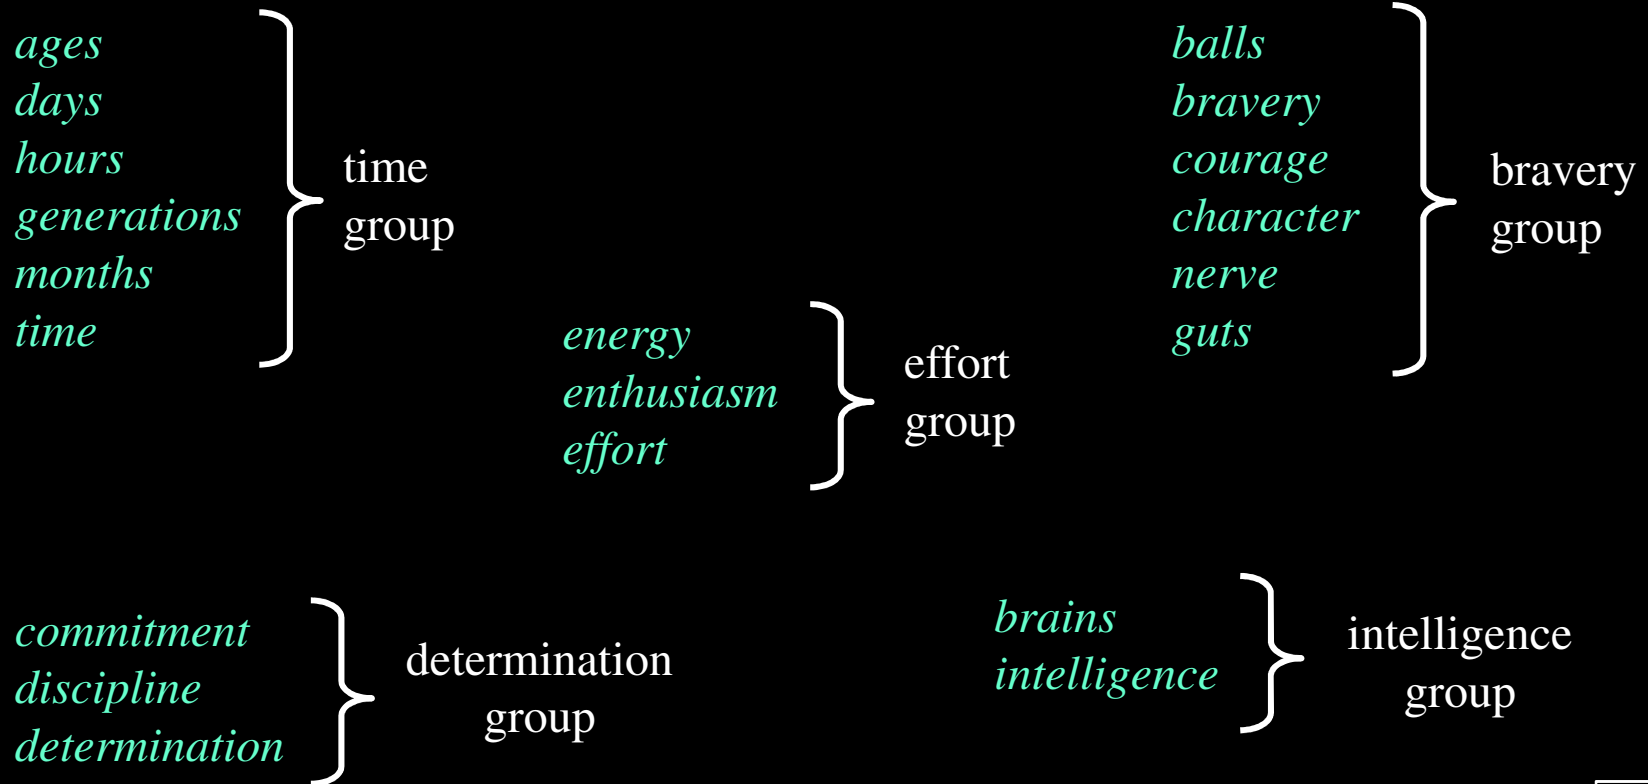 ages
days
hours
generations
months
time
time
group
energy
enthusiasm
effort
effort
group
balls
bravery
courage
character
nerve
guts
bravery
group
commitment
discipline
determination
determination
group
brains
intelligence
intelligence
group